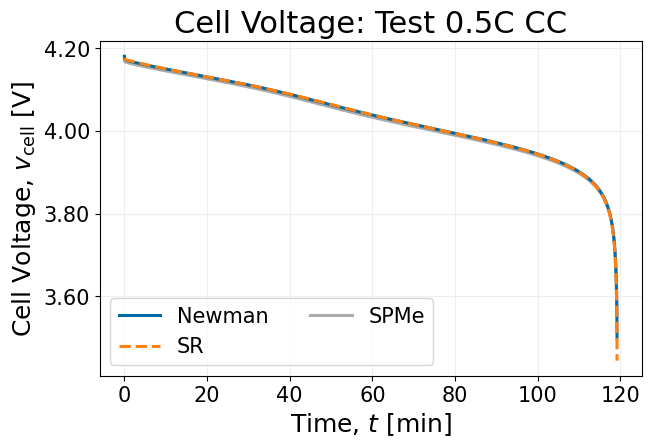 Cell Voltage: Test 0.5C CC
Cell Voltage, v_cell [V]
4.20
4.00
3.80
3.60
Newman
SPMe
SR
0 20 40 60 80 100 120
Time, t [min]